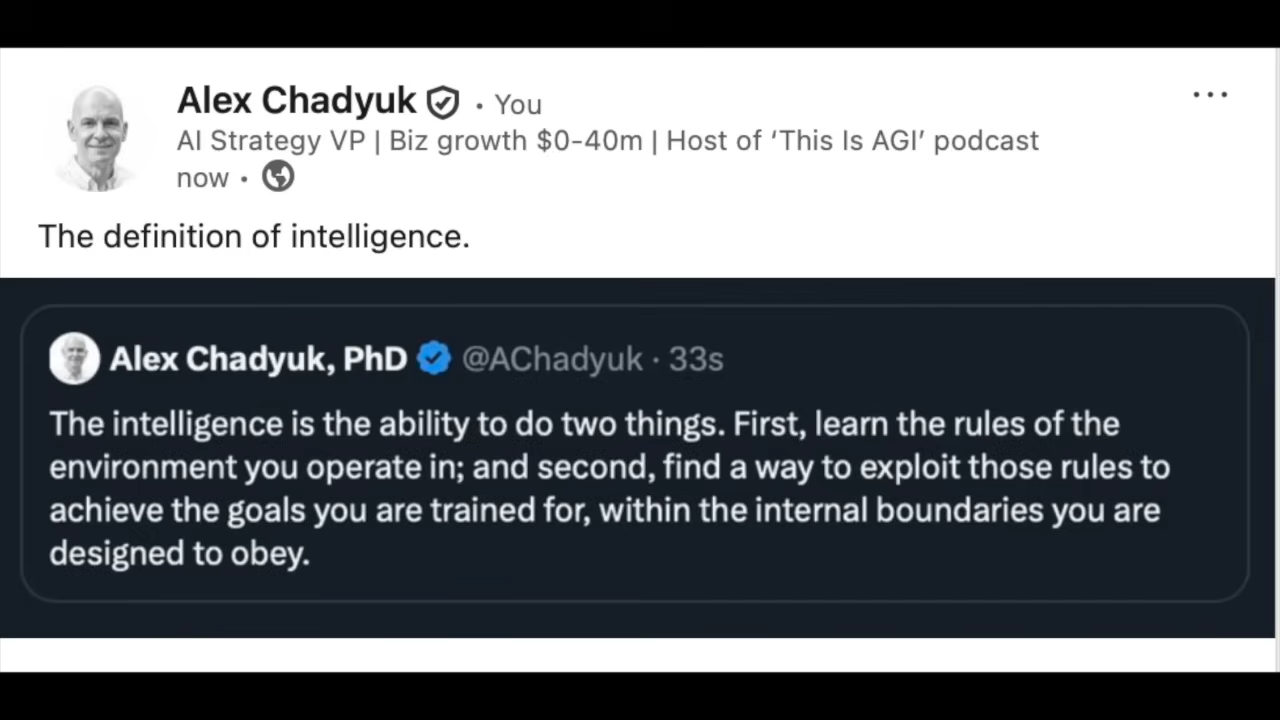 Alex Chadyuk · You
AI Strategy VP | Biz growth $0-40m | Host of ‘This Is AGI’ podcast
now ·
The definition of intelligence.
Alex Chadyuk, PhD @AChadyuk · 33s
The intelligence is the ability to do two things. First, learn the rules of the
environment you operate in; and second, find a way to exploit those rules to
achieve the goals you are trained for, within the internal boundaries you are
designed to obey.